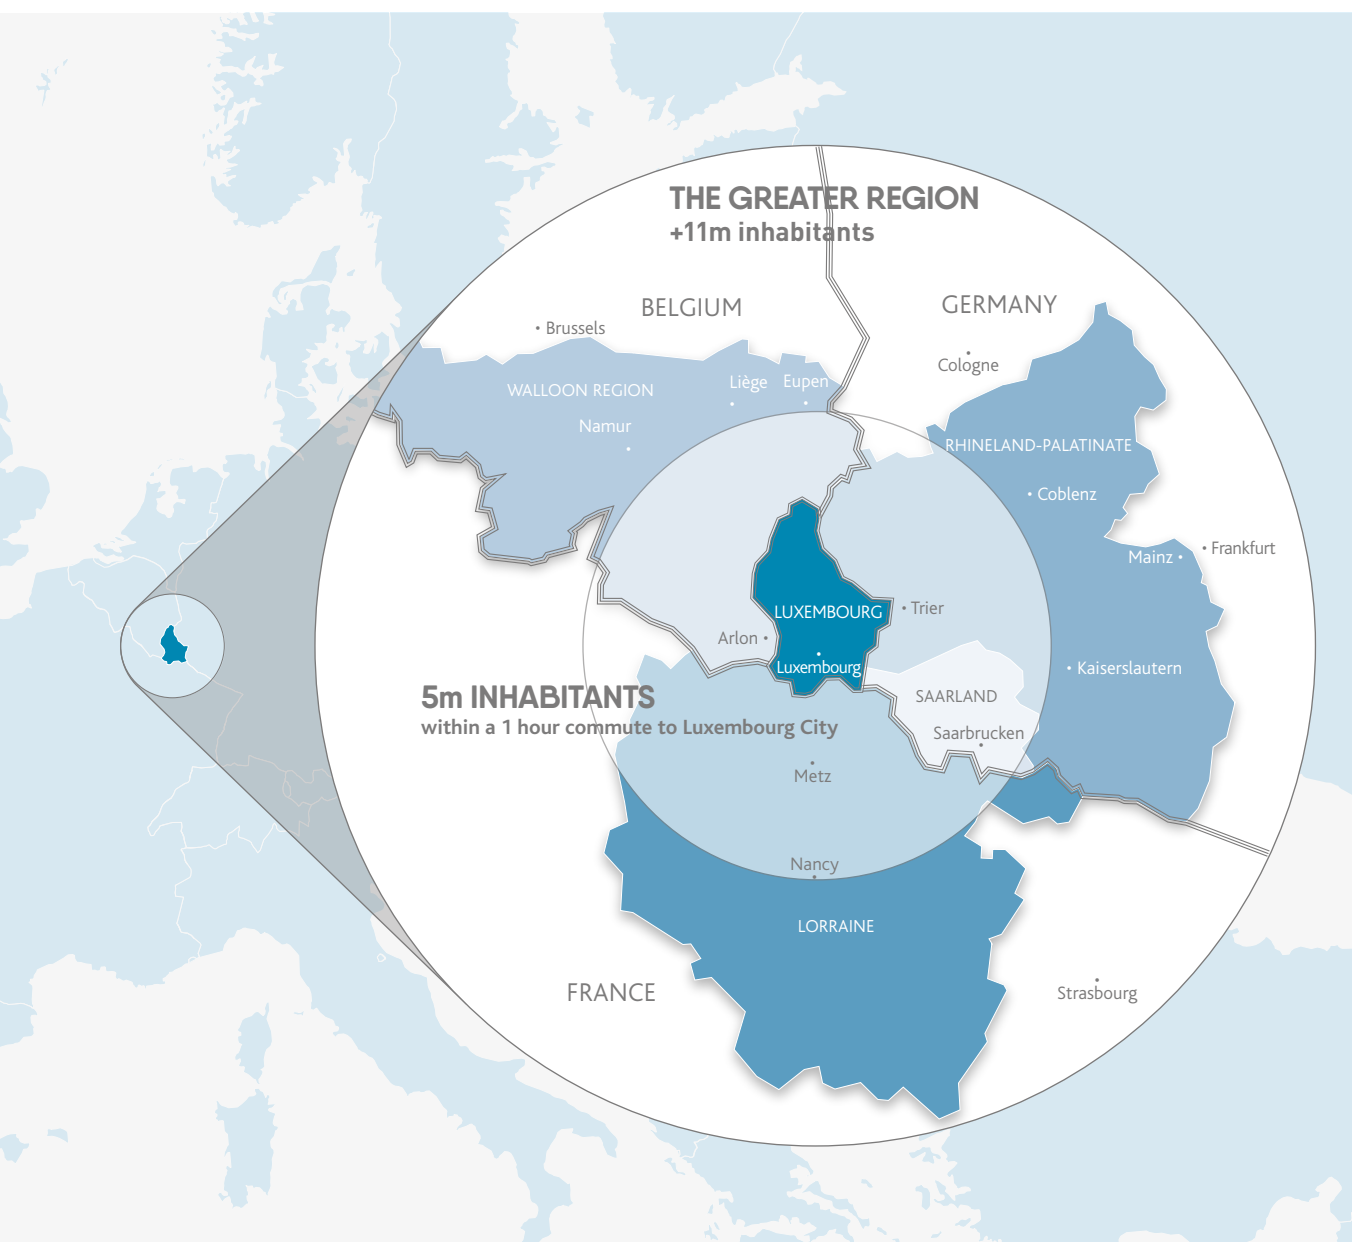 THE GREATER REGION
+11m inhabitants
BELGIUM
GERMANY
Brussels
Cologne
WALLOON REGION
Liège
Eupen
Namur
RHINELAND-PALATINATE
Coblenz
Mainz
Frankfurt
LUXEMBOURG
Trier
Arlon
Luxembourg
Kaiserslautern
5m INHABITANTS
within a 1 hour commute to Luxembourg City
SAARLAND
Saarbrucken
Metz
Nancy
LORRAINE
FRANCE
Strasbourg